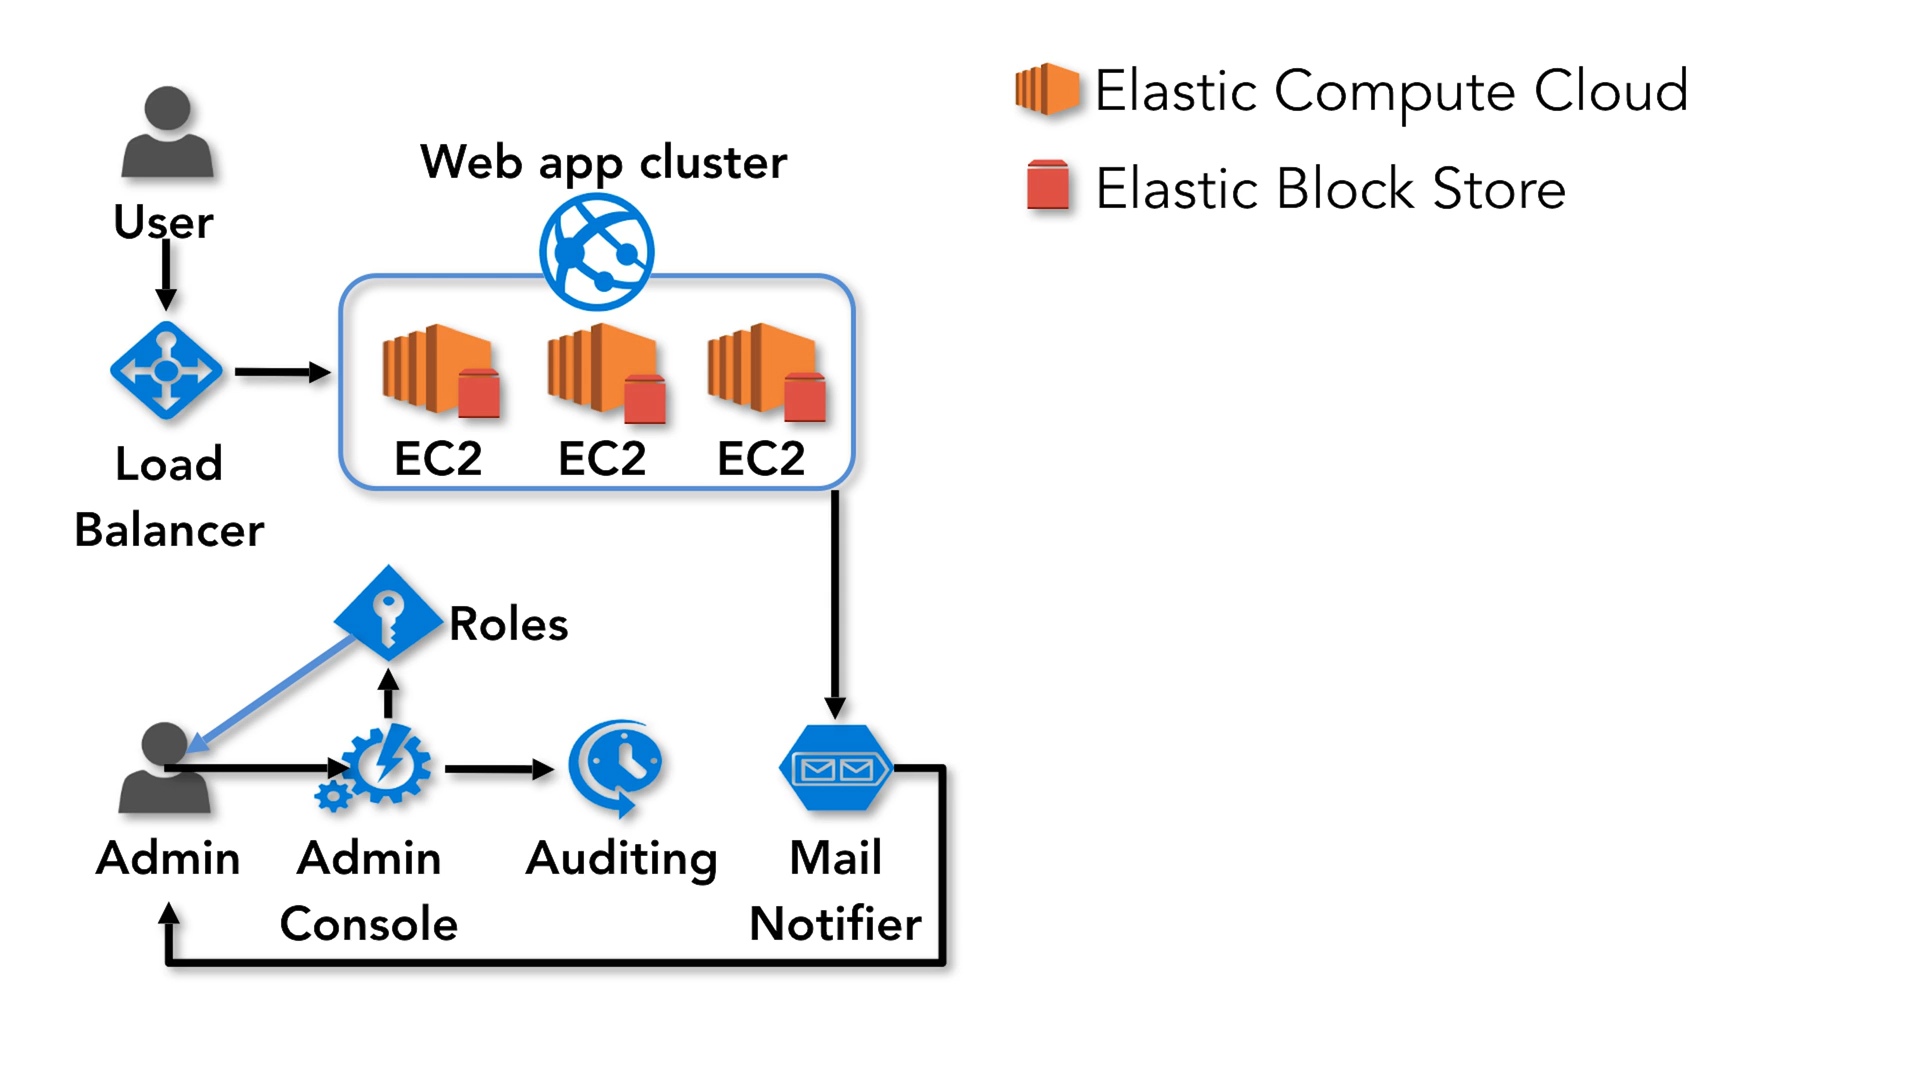 Elastic Compute Cloud
Elastic Block Store
User
Web app cluster
EC2
EC2
EC2
Load
Balancer
Roles
Admin
Admin
Console
Auditing
Mail
Notifier